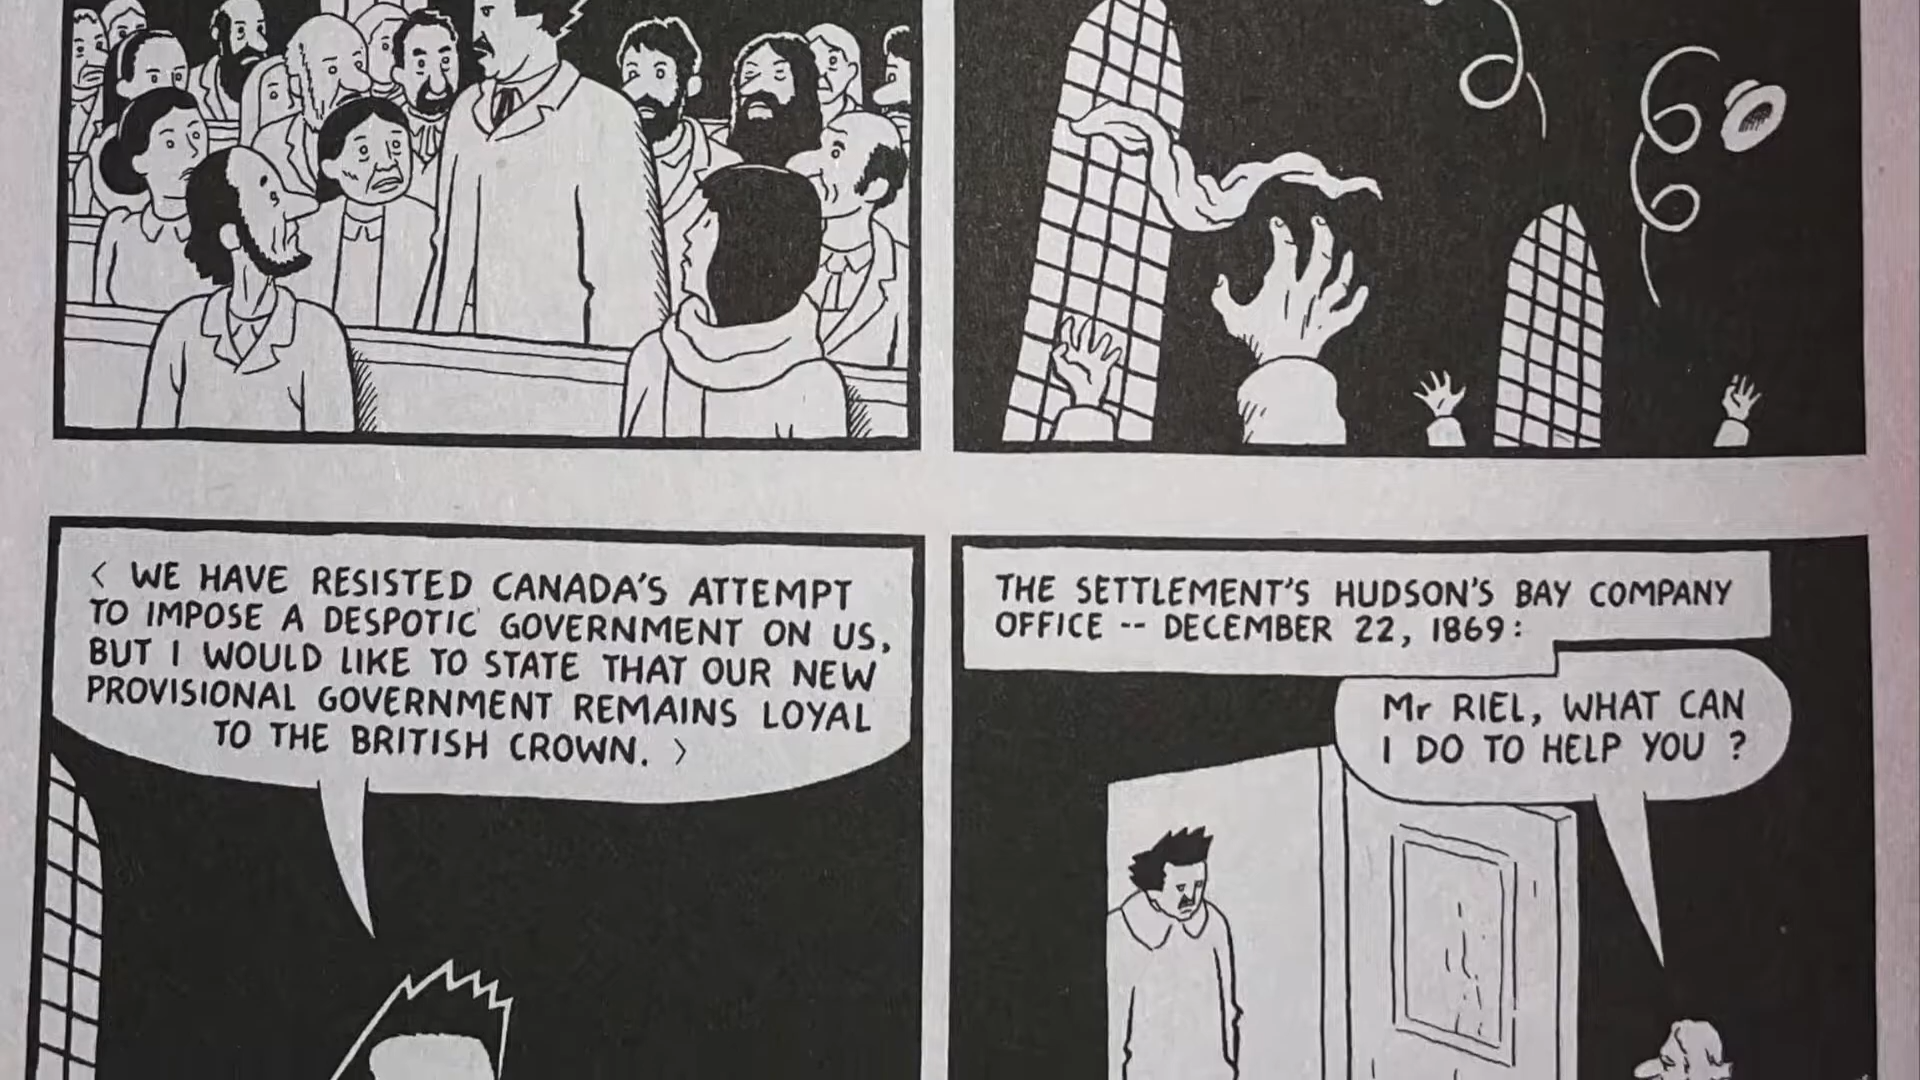 < WE HAVE RESISTED CANADA'S ATTEMPT
TO IMPOSE A DESPOTIC GOVERNMENT ON US,
BUT I WOULD LIKE TO STATE THAT OUR NEW
PROVISIONAL GOVERNMENT REMAINS LOYAL
TO THE BRITISH CROWN. >
THE SETTLEMENT'S HUDSON'S BAY COMPANY
OFFICE -- DECEMBER 22, 1869:
Mr RIEL, WHAT CAN
I DO TO HELP YOU ?